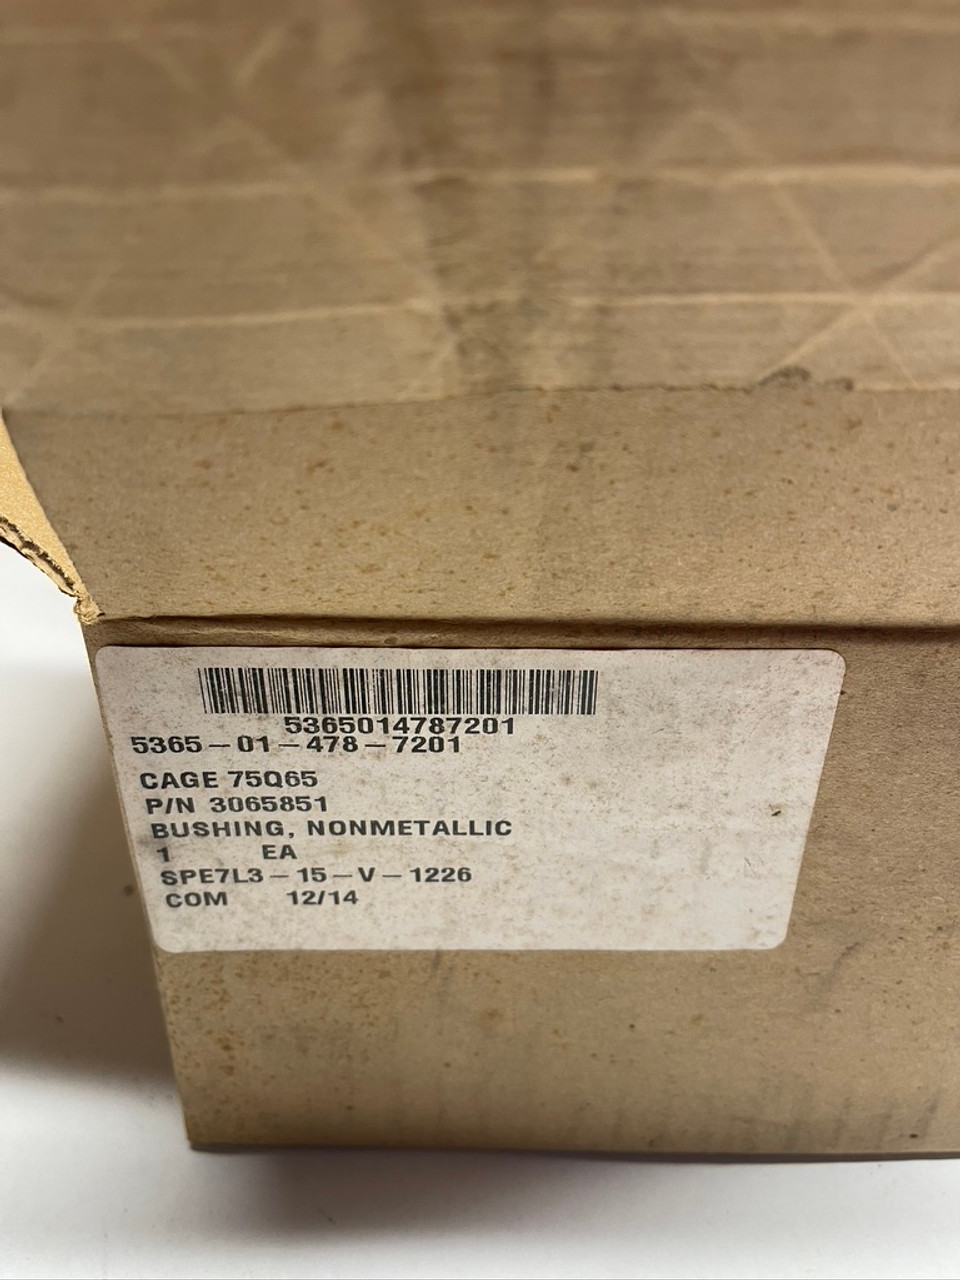 5365014787201
5365-01-478-7201
CAGE 75Q65
P/N 3065851
BUSHING, NONMETALLIC
1 EA
SPE7L3-15-V-1226
COM 12/14